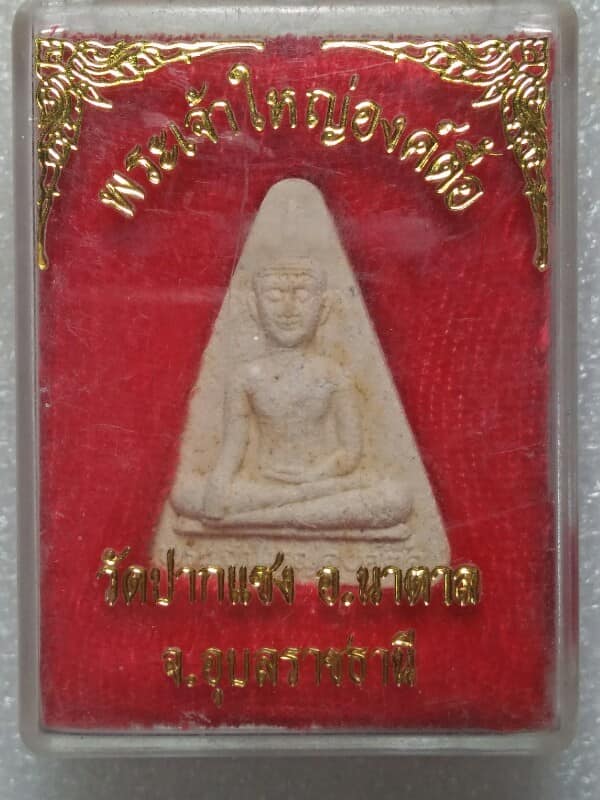 พระเจ้าใหญ่องค์ตื้อ
วัดปากแซง อ.นาตาล
จ.อุบลราชธานี